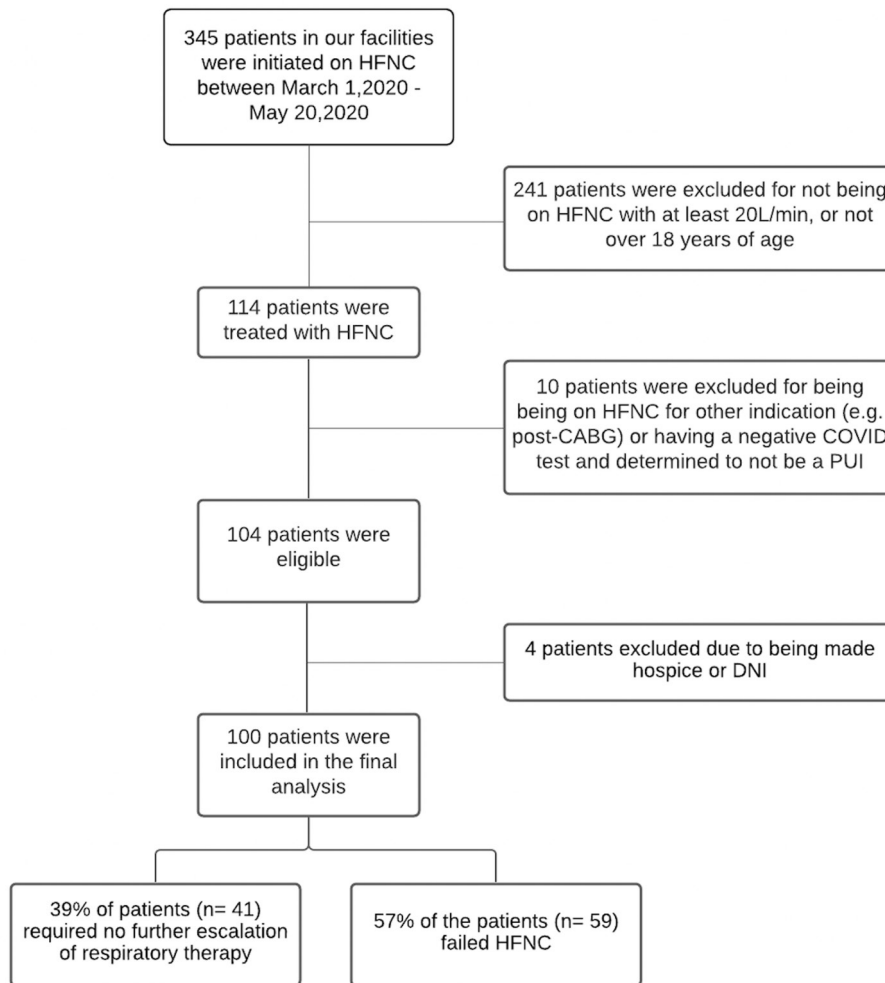 345 patients in our facilities
were initiated on HFNC
between March 1,2020 -
May 20,2020
241 patients were excluded for not being
on HFNC with at least 20L/min, or not
over 18 years of age
114 patients were
treated with HFNC
10 patients were excluded for being
being on HFNC for other indication (e.g.
post-CABG) or having a negative COVID
test and determined to not be a PUI
104 patients were
eligible
4 patients excluded due to being made
hospice or DNI
100 patients were
included in the final
analysis
39% of patients (n= 41)
required no further escalation
of respiratory therapy
57% of the patients (n= 59)
failed HFNC